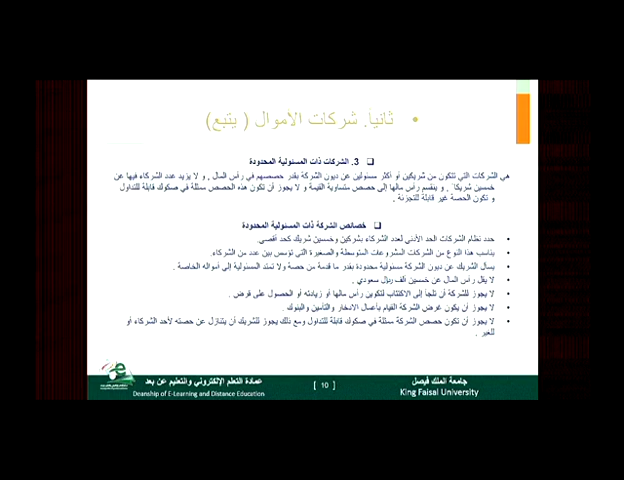 • ثانياً. شركات الأموال ( يتبع)
❑ 3. الشركات ذات المسئولية المحدودة
هي الشركات التي تتكون من شريكين أو أكثر مسئولين عن ديون الشركة بقدر حصصهم في رأس المال , و لا يزيد عدد الشركاء فيها عن
خمسين شريكا , و ينقسم رأس مالها إلى حصص متساوية القيمة و لا يجوز أن تكون هذه الحصص ممثلة في صكوك قابلة للتداول
و تكون الحصة غير قابلة للتجزئة .
❑ خصائص الشركة ذات المسئولية المحدودة
• حدد نظام الشركات الحد الأدني لعدد الشركاء بشركين وخمسين شريك كحد أقصي.
• يناسب هذا النوع من الشركات المشروعات المتوسطة والصغيرة التي تؤسس بين عدد من الشركاء.
• يسأل الشريك عن ديون الشركة مسئولية محدودة بقدر ما قدمة من حصة ولا تمتد المسئولية إلى أمواله الخاصة .
• لا يقل رأس المال عن خمسين ألف ريال سعودي .
• لا يجوز للشركة أن تلجأ إلى الاكتتاب لتكوين رأس مالها أو زيادته أو الحصول على قرض .
• لا يجوز أن يكون غرض الشركة القيام بأعمال الادخار والتأمين والبنوك .
• لا يجوز أن تكون حصص الشركة ممثلة في صكوك قابلة للتداول ومع ذلك يجوز للشريك أن يتنازل عن حصته لأحد الشركاء أو
للغير .
جامعة الملك فيصل
King Faisal University
[ 10 ]
عمادة التعلم الإلكتروني والتعليم عن بعد
Deanship of E-Learning and Distance Education